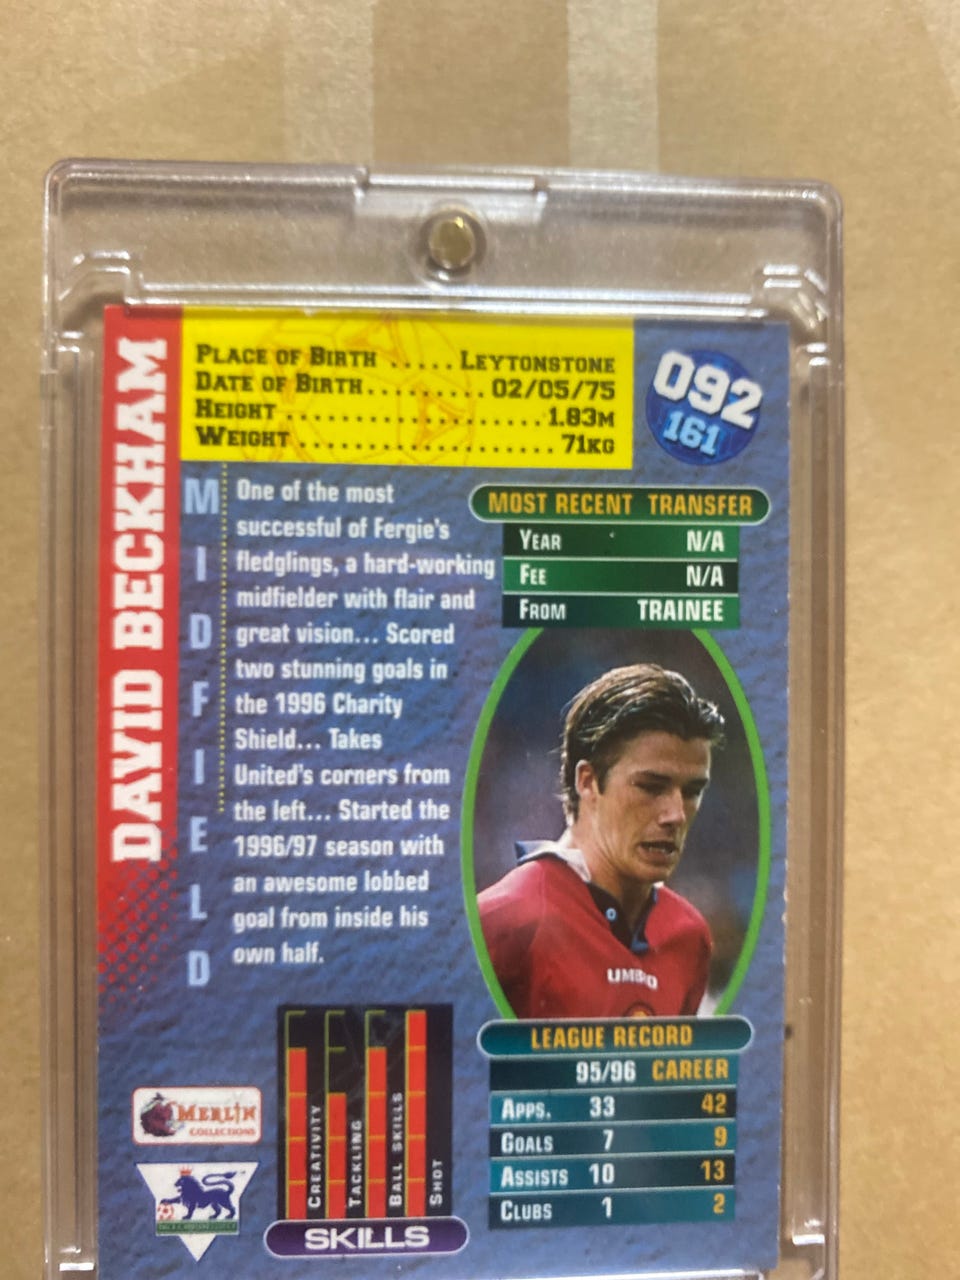 DAVID BECKHAM
PLACE OF BIRTH ..... LEYTONSTONE
DATE OF BIRTH......... 02/05/75
HEIGHT ................... 1.83M
WEIGHT ................... 71KG
092
161
MIDFIELD
One of the most
successful of Fergie's
fledglings, a hard-working
midfielder with flair and
great vision... Scored
two stunning goals in
the 1996 Charity
Shield... Takes
United's corners from
the left... Started the
1996/97 season with
an awesome lobbed
goal from inside his
own half.
MOST RECENT TRANSFER
YEAR N/A
FEE N/A
FROM TRAINEE
UMBRO
LEAGUE RECORD
95/96 CAREER
APPS. 33 42
GOALS 7 9
ASSISTS 10 13
CLUBS 1 2
CREATIVITY
TACKLING
BALL SKILLS
SHOT
SKILLS
MERLIN
COLLECTIONS